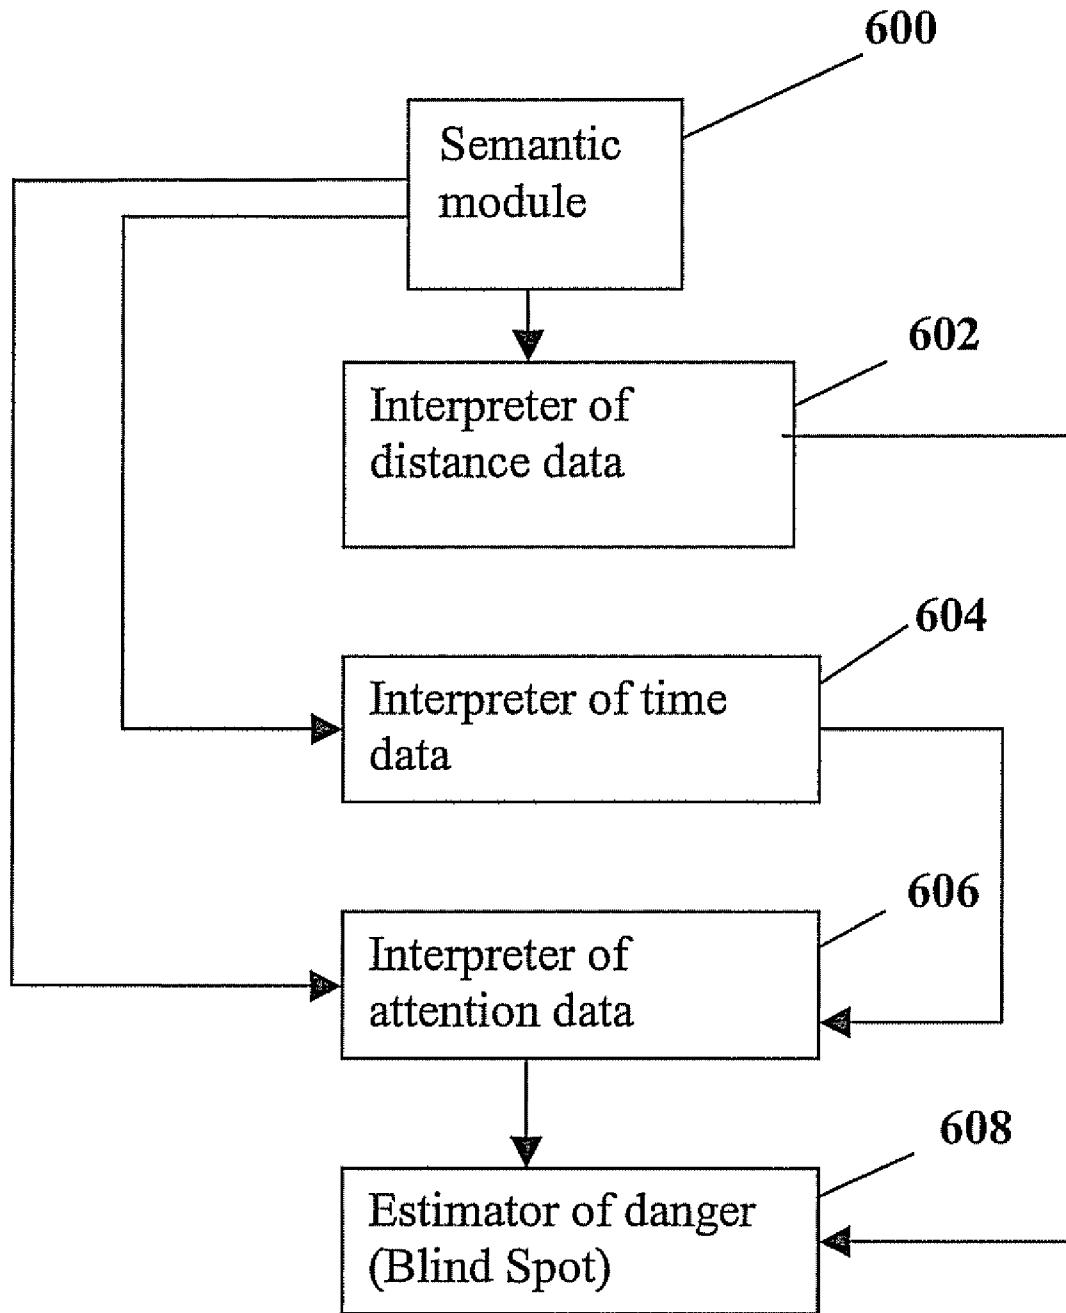 600
Semantic
module
602
Interpreter of
distance data
604
Interpreter of time
data
606
Interpreter of
attention data
608
Estimator of danger
(Blind Spot)